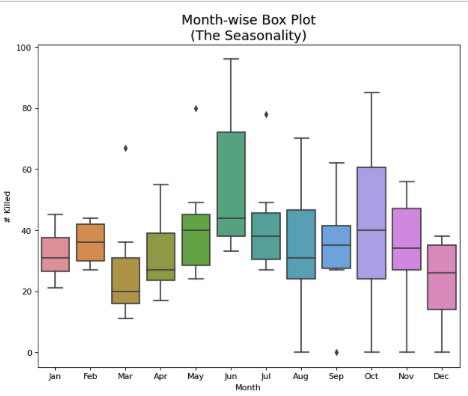 Month-wise Box Plot
(The Seasonality)
100
80
60
40
20
0
# Killed
Jan Feb Mar Apr May Jun Jul Aug Sep Oct Nov Dec
Month